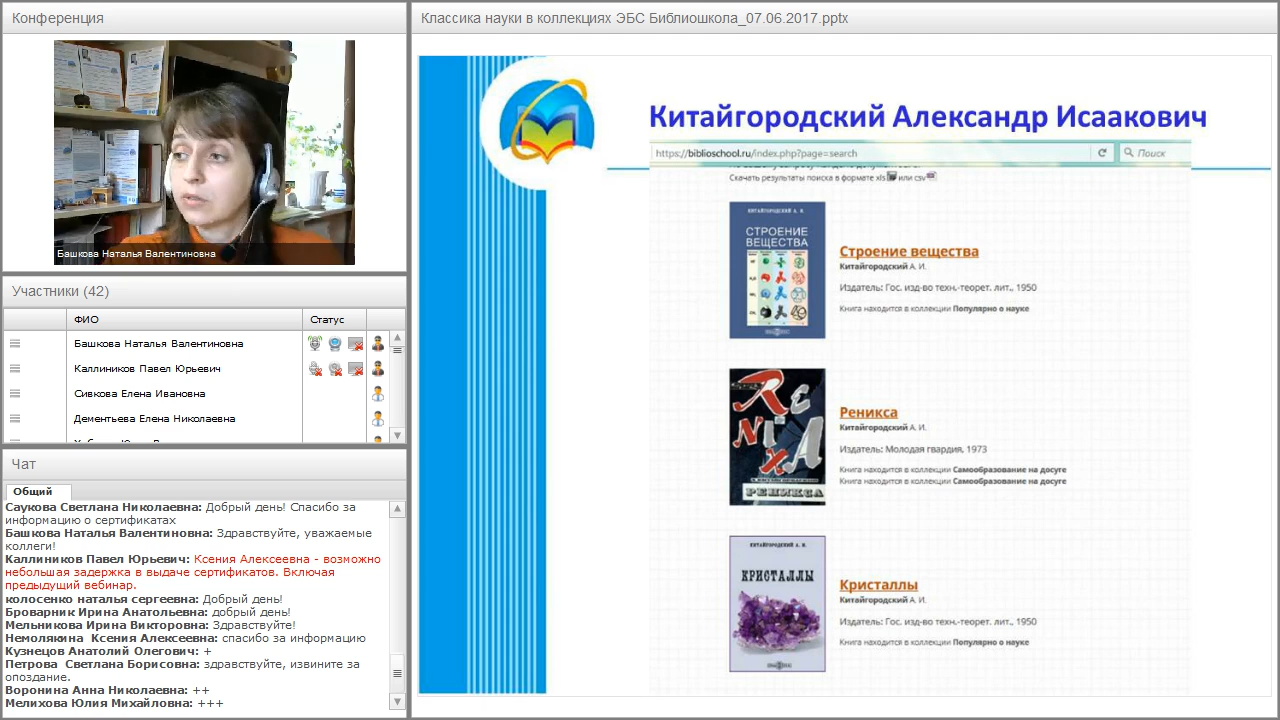 Конференция
Башкова Наталья Валентиновна
Участники (42)
ФИО
Статус
Башкова Наталья Валентиновна
Каллиников Павел Юрьевич
Сивкова Елена Ивановна
Дементьева Елена Николаевна
Чат
Общий
Саукова Светлана Николаевна: Добрый день! Спасибо за
информацию о сертификатах
Башкова Наталья Валентиновна: Здравствуйте, уважаемые
коллеги!
Каллиников Павел Юрьевич: Ксения Алексеевна - возможно
небольшая задержка в выдаче сертификатов. Включая
предыдущий вебинар.
колосенко наталья сергеевна: Добрый день!
Броварник Ирина Анатольевна: добрый день!
Мельникова Ирина Викторовна: Здравствуйте!
Немолякина Ксения Алексеевна: спасибо за информацию
Кузнецов Анатолий Олегович: +
Петрова Светлана Борисовна: здравствуйте, извините за
опоздание.
Воронина Анна Николаевна: ++
Мелихова Юлия Михайловна: +++
Классика науки в коллекциях ЭБС Библиошкола_07.06.2017.pptx
Китайгородский Александр Исаакович
https://biblioschool.ru/index.php?page=search
Поиск
Скачать результаты поиска в формате xls или csv
КИТАЙГОРОДСКИЙ А. И.
СТРОЕНИЕ
ВЕЩЕСТВА
Строение вещества
Китайгородский А. И.
Издатель: Гос. изд-во техн.-теорет. лит., 1950
Книга находится в коллекции Популярно о науке
RENIXA
РЕНИКСА
Реникса
Китайгородский А. И.
Издатель: Молодая гвардия, 1973
Книга находится в коллекции Самообразование на досуге
Книга находится в коллекции Самообразование на досуге
КИТАЙГОРОДСКИЙ А. И.
КРИСТАЛЛЫ
Кристаллы
Китайгородский А. И.
Издатель: Гос. изд-во техн.-теорет. лит., 1950
Книга находится в коллекции Популярно о науке